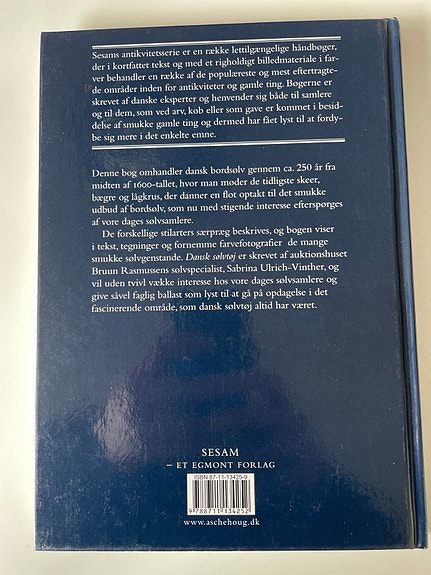 Sesams antikvitetsserie er en række lettilgængelige håndbøger,
der i kortfattet tekst og med et righoldigt billedmateriale i far-
ver behandler en række af de populæreste og mest eftertragte-
de områder inden for antikviteter og gamle ting. Bøgerne er
skrevet af danske eksperter og henvender sig både til samlere
og til dem, som ved arv, køb eller som gave er kommet i besid-
delse af smukke gamle ting og dermed har fået lyst til at fordy-
be sig mere i det enkelte emne.
Denne bog omhandler dansk bordsølv gennem ca. 250 år fra
midten af 1600-tallet, hvor man møder de tidligste skeer,
bægre og lågkrus, der danner en flot optakt til det smukke
udbud af bordsølv, som nu med stigende interesse efterspørges
af vore dages sølvsamlere.
De forskellige stilarters særpræg beskrives, og bogen viser
i tekst, tegninger og fornemme farvefotografier de mange
smukke sølvgenstande. Dansk sølvtøj er skrevet af auktionshuset
Bruun Rasmussens sølvspecialist, Sabrina Ulrich-Vinther, og
vil uden tvivl vække interesse hos vore dages sølvsamlere og
give såvel faglig ballast som lyst til at gå på opdagelse i det
fascinerende område, som dansk sølvtøj altid har været.
SESAM
– ET EGMONT FORLAG
ISBN 87-11-13425-9
9 788711 134252
www.aschehoug.dk